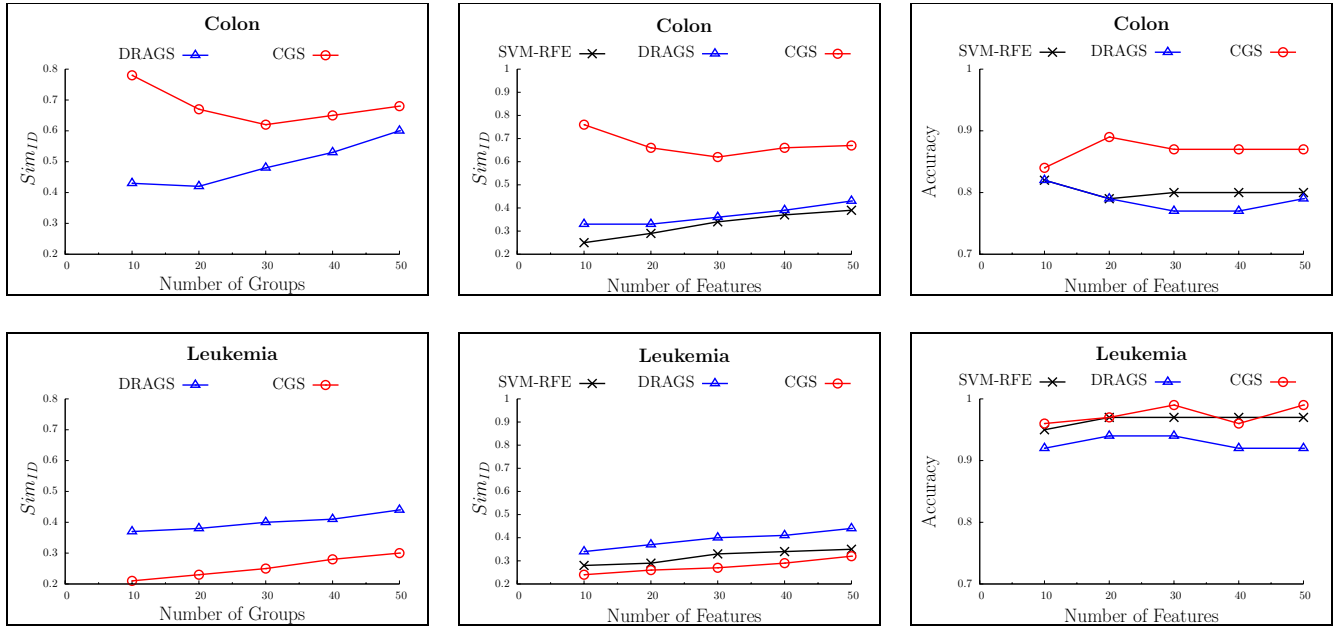 Colon
DRAGS CGS
0.8
0.7
0.6
0.5
0.4
0.3
0.2
Sim_ID
0 10 20 30 40 50
Number of Groups
Colon
SVM-RFE DRAGS CGS
1
0.9
0.8
0.7
0.6
0.5
0.4
0.3
0.2
Sim_ID
0 10 20 30 40 50
Number of Features
Colon
SVM-RFE DRAGS CGS
1
0.9
0.8
0.7
Accuracy
0 10 20 30 40 50
Number of Features
Leukemia
DRAGS CGS
0.8
0.7
0.6
0.5
0.4
0.3
0.2
Sim_ID
0 10 20 30 40 50
Number of Groups
Leukemia
SVM-RFE DRAGS CGS
1
0.9
0.8
0.7
0.6
0.5
0.4
0.3
0.2
Sim_ID
0 10 20 30 40 50
Number of Features
Leukemia
SVM-RFE DRAGS CGS
1
0.9
0.8
0.7
Accuracy
0 10 20 30 40 50
Number of Features